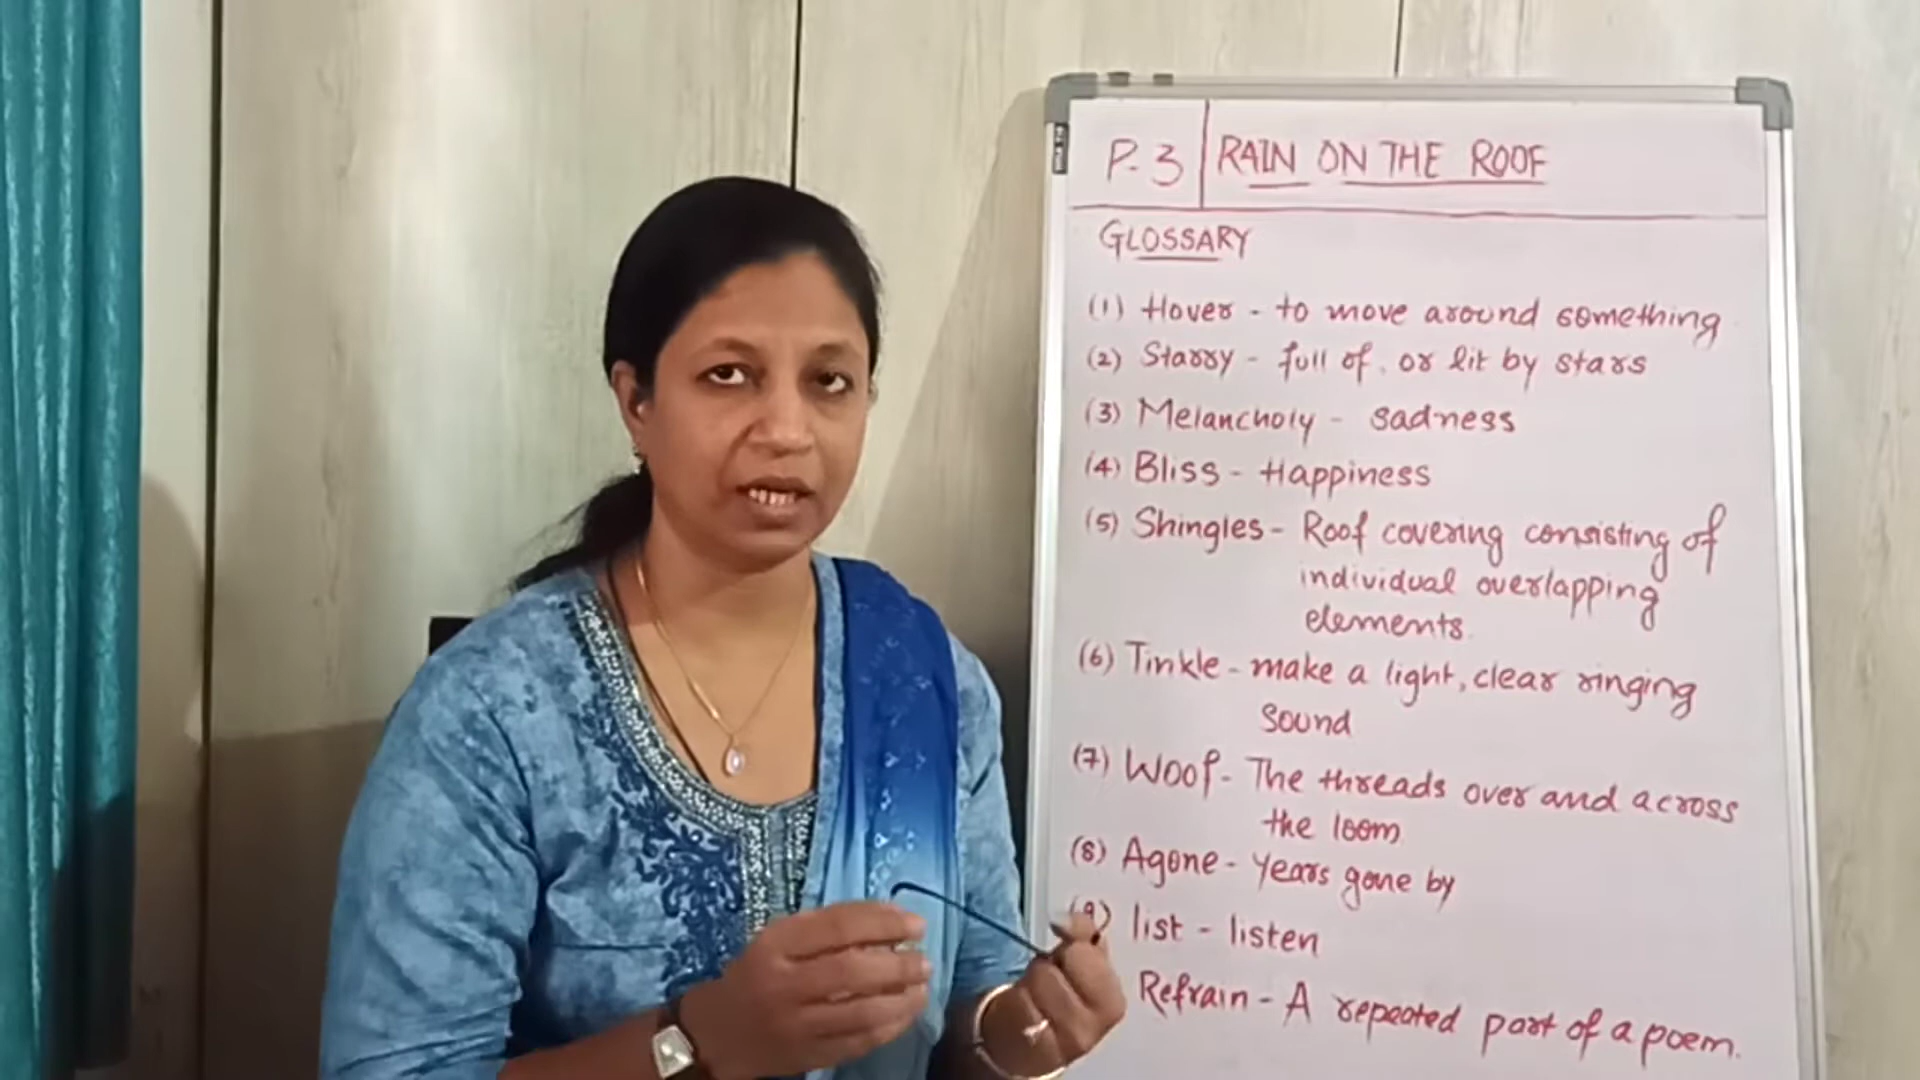 P-3 RAIN ON THE ROOF
GLOSSARY
(1) Hover - to move around something
(2) Starry - full of, or lit by stars
(3) Melancholy - sadness
(4) Bliss - Happiness
(5) Shingles - Roof covering consisting of
individual overlapping
elements.
(6) Tinkle - make a light, clear ringing
sound
(7) Woof - The threads over and across
the loom
(8) Agone - years gone by
(9) list - listen
Refrain - A repeated part of a poem.